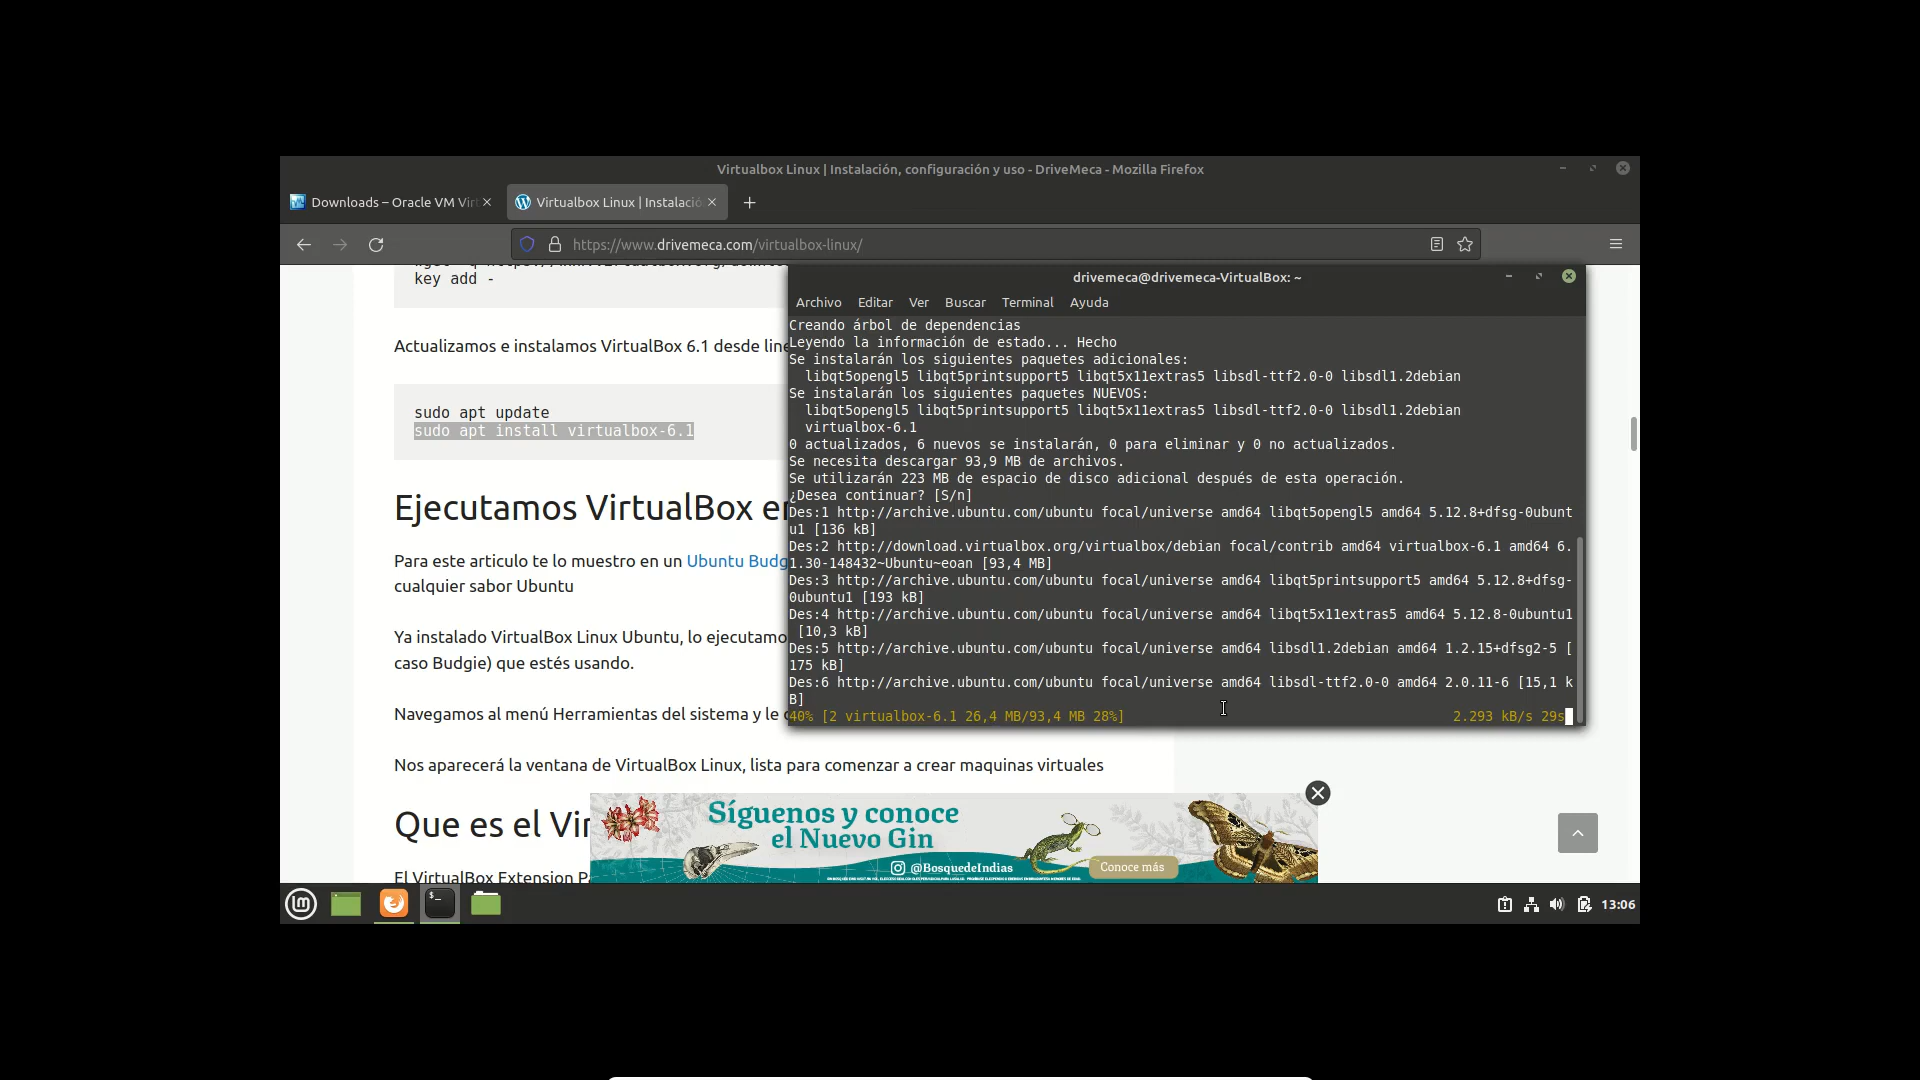 Virtualbox Linux | Instalación, configuración y uso - DriveMeca - Mozilla Firefox
Downloads – Oracle VM Virt
Virtualbox Linux | Instalació
https://www.drivemeca.com/virtualbox-linux/
key add -
Actualizamos e instalamos VirtualBox 6.1 desde line
sudo apt update
sudo apt install virtualbox-6.1
Ejecutamos VirtualBox en
Para este articulo te lo muestro en un Ubuntu Budg
cualquier sabor Ubuntu
Ya instalado VirtualBox Linux Ubuntu, lo ejecutamo
caso Budgie) que estés usando.
Navegamos al menú Herramientas del sistema y le
Nos aparecerá la ventana de VirtualBox Linux, lista para comenzar a crear maquinas virtuales
Que es el Vir
El VirtualBox Extension P
drivemeca@drivemeca-VirtualBox: ~
Archivo Editar Ver Buscar Terminal Ayuda
Creando árbol de dependencias
Leyendo la información de estado... Hecho
Se instalarán los siguientes paquetes adicionales:
libqt5opengl5 libqt5printsupport5 libqt5x11extras5 libsdl-ttf2.0-0 libsdl1.2debian
Se instalarán los siguientes paquetes NUEVOS:
libqt5opengl5 libqt5printsupport5 libqt5x11extras5 libsdl-ttf2.0-0 libsdl1.2debian
virtualbox-6.1
0 actualizados, 6 nuevos se instalarán, 0 para eliminar y 0 no actualizados.
Se necesita descargar 93,9 MB de archivos.
Se utilizarán 223 MB de espacio de disco adicional después de esta operación.
¿Desea continuar? [S/n]
Des:1 http://archive.ubuntu.com/ubuntu focal/universe amd64 libqt5opengl5 amd64 5.12.8+dfsg-0ubunt
u1 [136 kB]
Des:2 http://download.virtualbox.org/virtualbox/debian focal/contrib amd64 virtualbox-6.1 amd64 6.
1.30-148432~Ubuntu~eoan [93,4 MB]
Des:3 http://archive.ubuntu.com/ubuntu focal/universe amd64 libqt5printsupport5 amd64 5.12.8+dfsg-
0ubuntu1 [193 kB]
Des:4 http://archive.ubuntu.com/ubuntu focal/universe amd64 libqt5x11extras5 amd64 5.12.8-0ubuntu1
[10,3 kB]
Des:5 http://archive.ubuntu.com/ubuntu focal/universe amd64 libsdl1.2debian amd64 1.2.15+dfsg2-5 [
175 kB]
Des:6 http://archive.ubuntu.com/ubuntu focal/universe amd64 libsdl-ttf2.0-0 amd64 2.0.11-6 [15,1 k
B]
40% [2 virtualbox-6.1 26,4 MB/93,4 MB 28%] 2.293 kB/s 29s
Síguenos y conoce
el Nuevo Gin
@BosquedeIndias
Conoce más
13:06